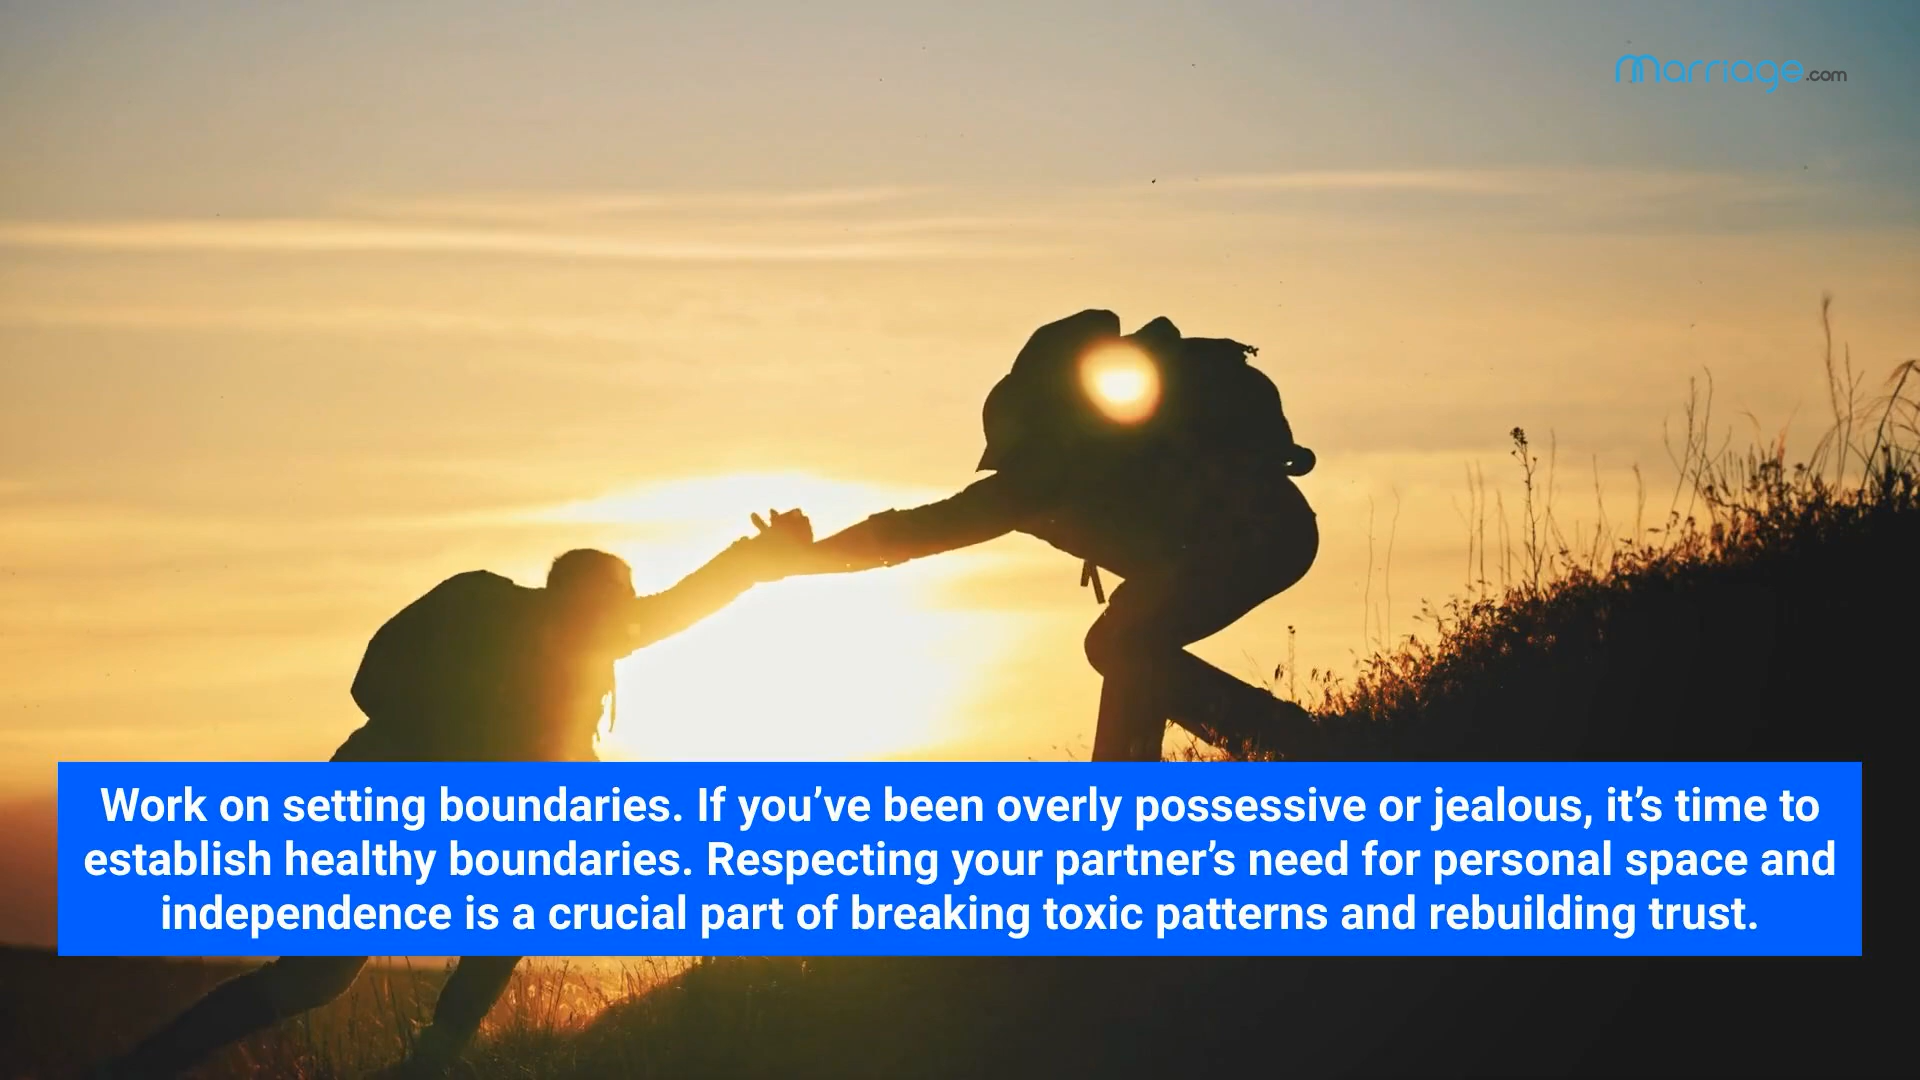 marriage.com
Work on setting boundaries. If you’ve been overly possessive or jealous, it’s time to
establish healthy boundaries. Respecting your partner’s need for personal space and
independence is a crucial part of breaking toxic patterns and rebuilding trust.